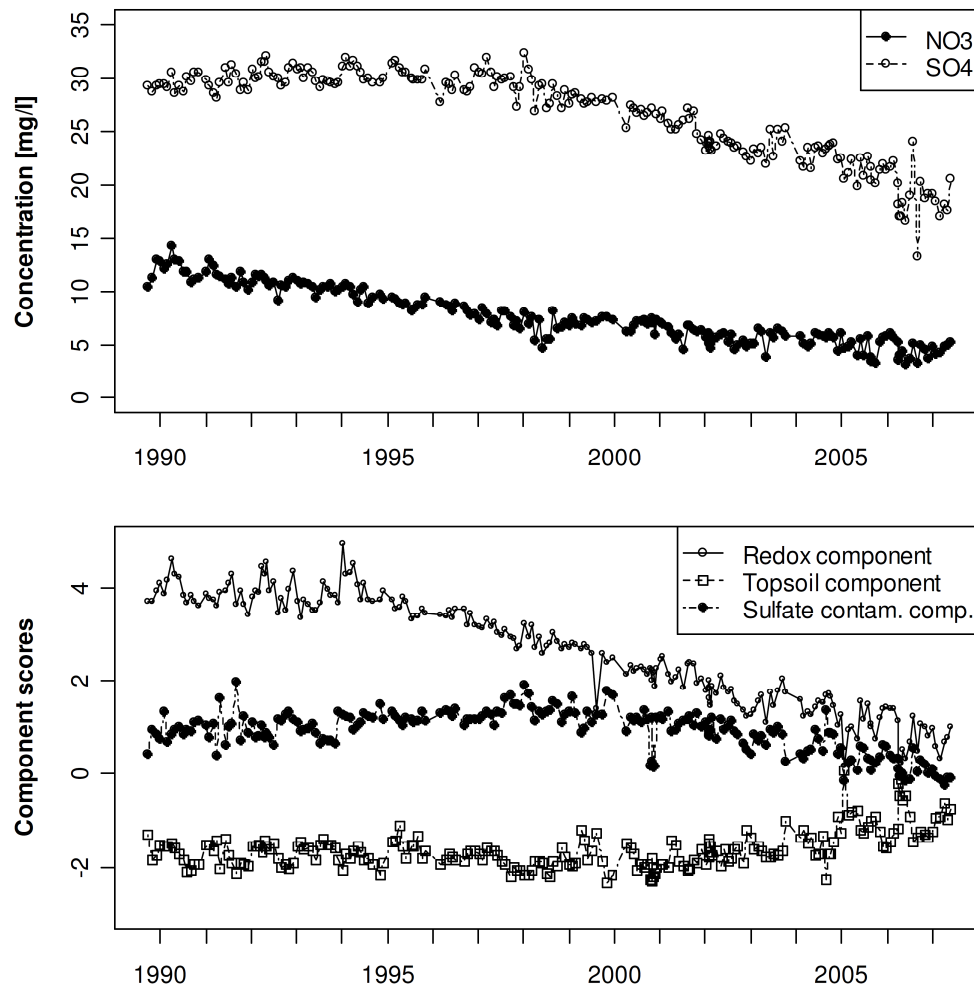 35
30
25
20
15
10
5
0
Concentration [mg/l]
NO3
SO4
1990 1995 2000 2005
4
2
0
-2
Component scores
Redox component
Topsoil component
Sulfate contam. comp.
1990 1995 2000 2005